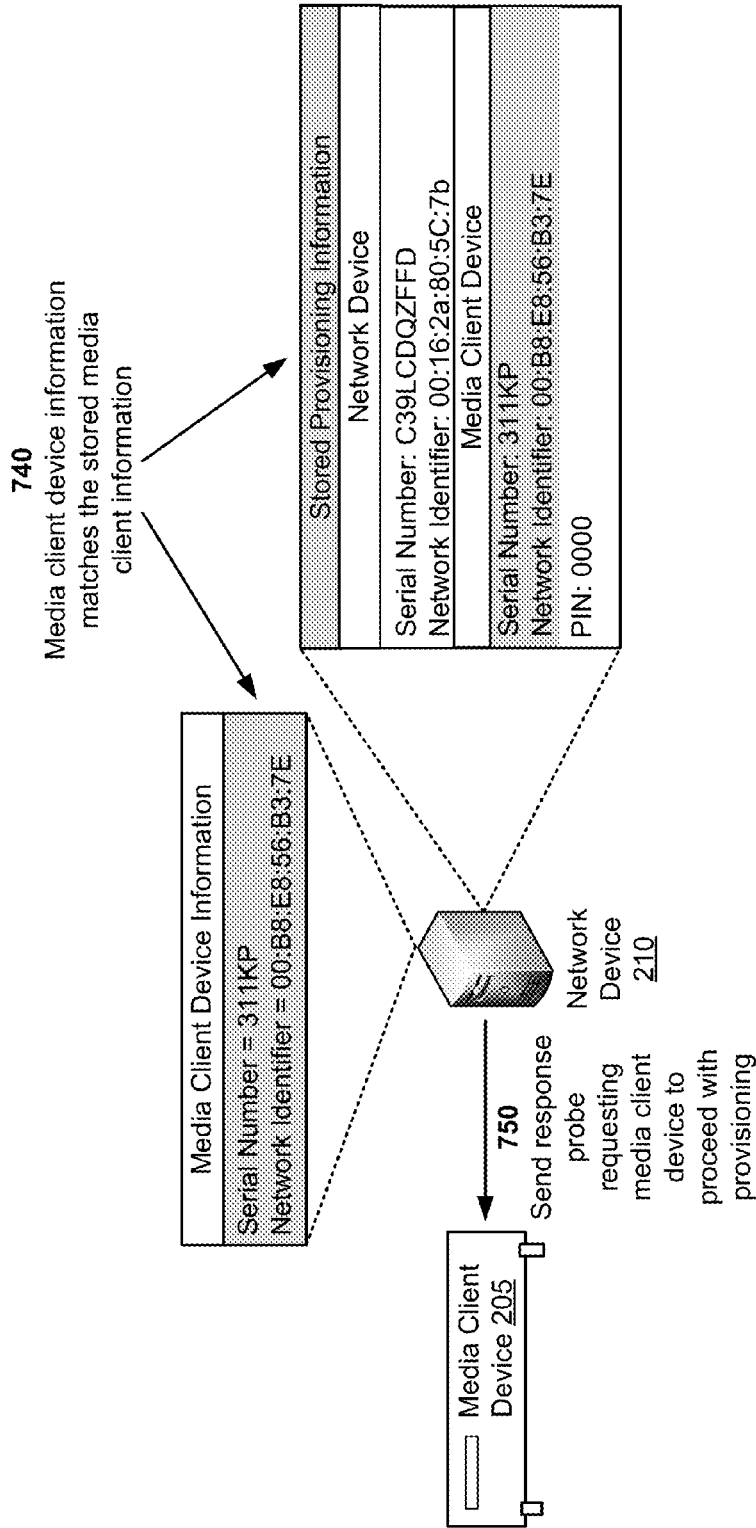 740
Media client device information
matches the stored media
client information
Media Client Device Information
Serial Number = 311KP
Network Identifier = 00:B8:E8:56:B3:7E
Stored Provisioning Information
Network Device
Serial Number: C39LCDQZFFD
Network Identifier: 00:16:2a:80:5C:7b
Media Client Device
Serial Number: 311KP
Network Identifier: 00:B8:E8:56:B3:7E
PIN: 0000
Media Client
Device 205
750
Send response
probe
requesting
media client
device to
proceed with
provisioning
Network
Device
210